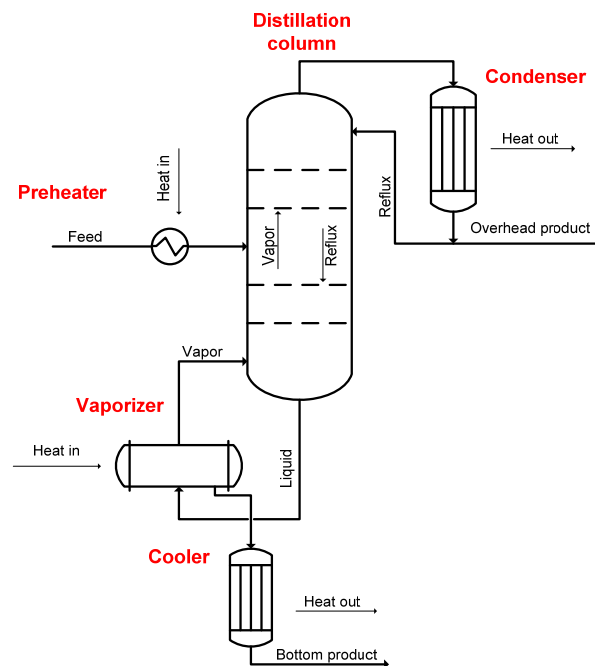 Distillation
column
Condenser
Heat in
Heat out
Preheater
Reflux
Feed
Vapor
Reflux
Overhead product
Vapor
Vaporizer
Heat in
Liquid
Cooler
Heat out
Bottom product